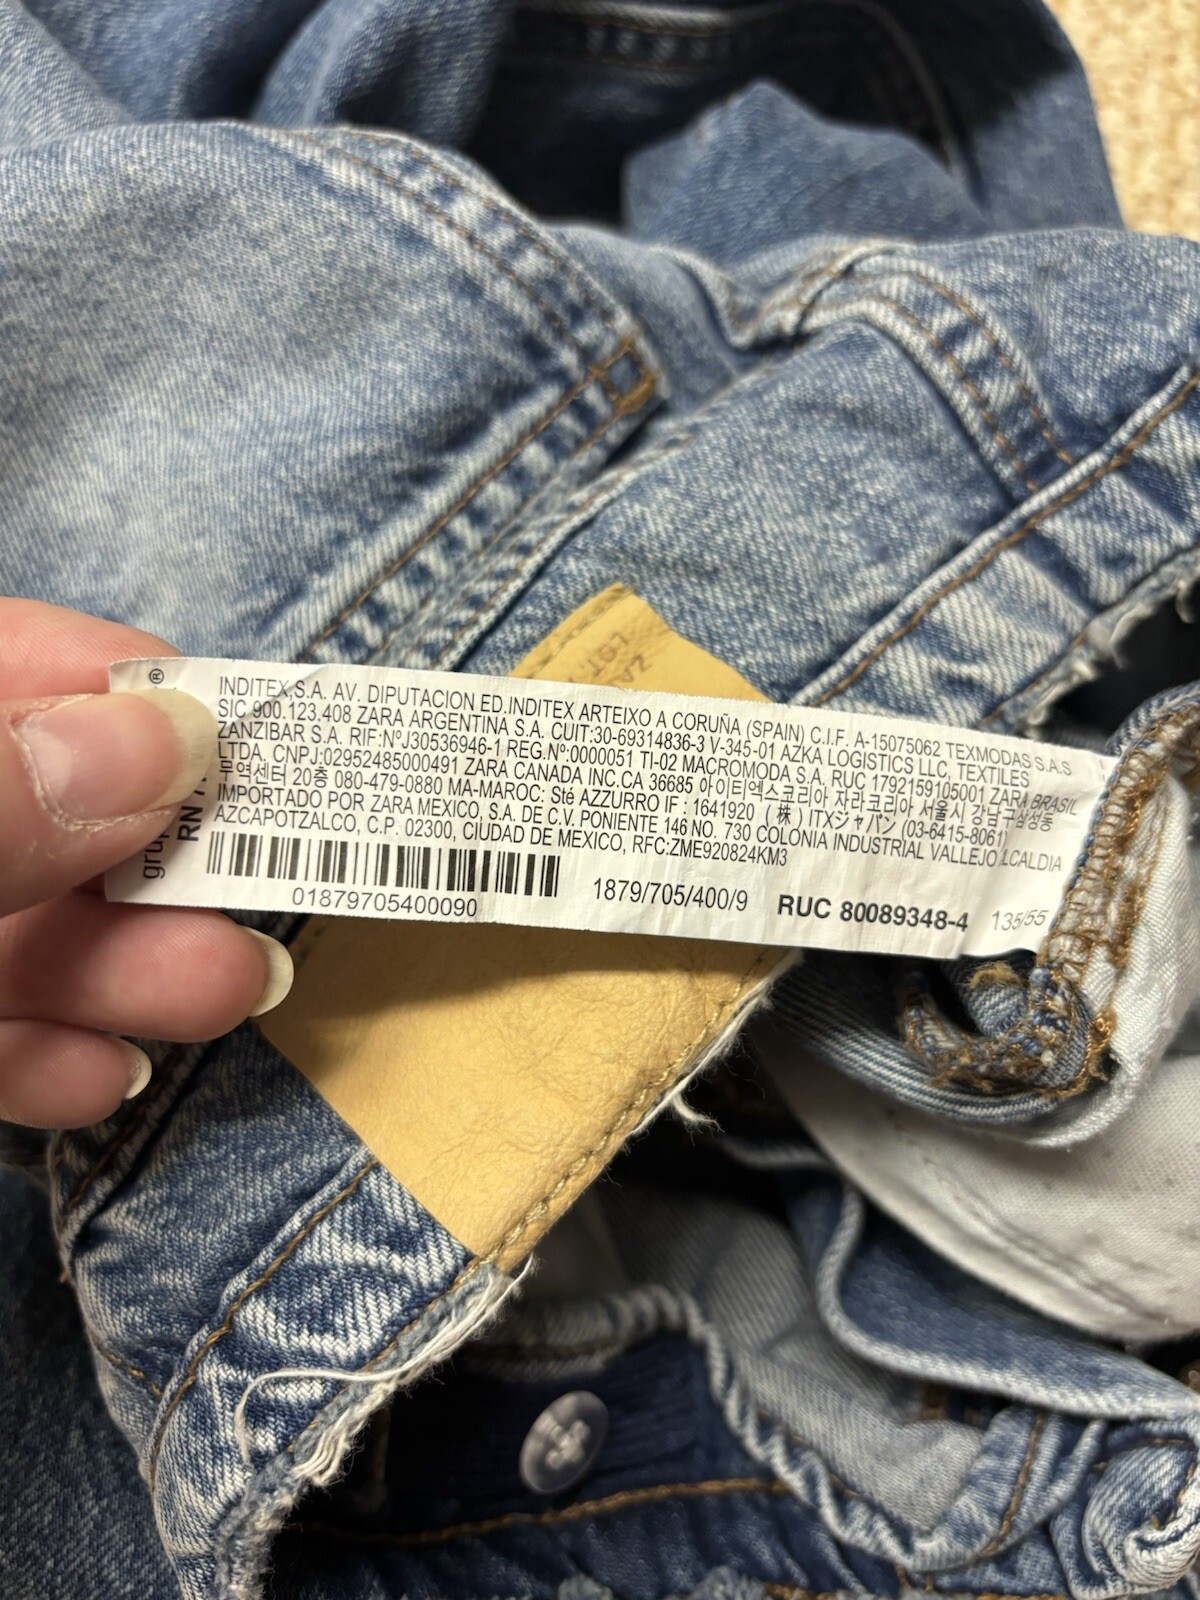 INDITEX,S.A. AV. DIPUTACION ED.INDITEX ARTEIXO A CORUÑA (SPAIN) C.I.F. A-15075062 TEXMODAS S.A.S
SIC 900.123.408 ZARA ARGENTINA S.A. CUIT:30-69314836-3 V-345-01 AZKA LOGISTICS LLC, TEXTILES
ZANZIBAR S.A. RIF:NºJ30536946-1 REG.Nº:0000051 TI-02 MACROMODA S.A. RUC 1792159105001 ZARA BRASIL
LTDA, CNPJ:02952485000491 ZARA CANADA INC.CA 36685 아이티엑스코리아 자라코리아 서울시 강남구삼성동
무역센터 20층 080-479-0880 MA-MAROC: Sté AZZURRO IF : 1641920 (株) ITXジャパン (03-6415-8061)
IMPORTADO POR ZARA MEXICO, S.A. DE C.V. PONIENTE 146 NO. 730 COLONIA INDUSTRIAL VALLEJO LCALDIA
AZCAPOTZALCO, C.P. 02300, CIUDAD DE MEXICO, RFC:ZME920824KM3
01879705400090
1879/705/400/9
RUC 80089348-4
135/55
RN
®